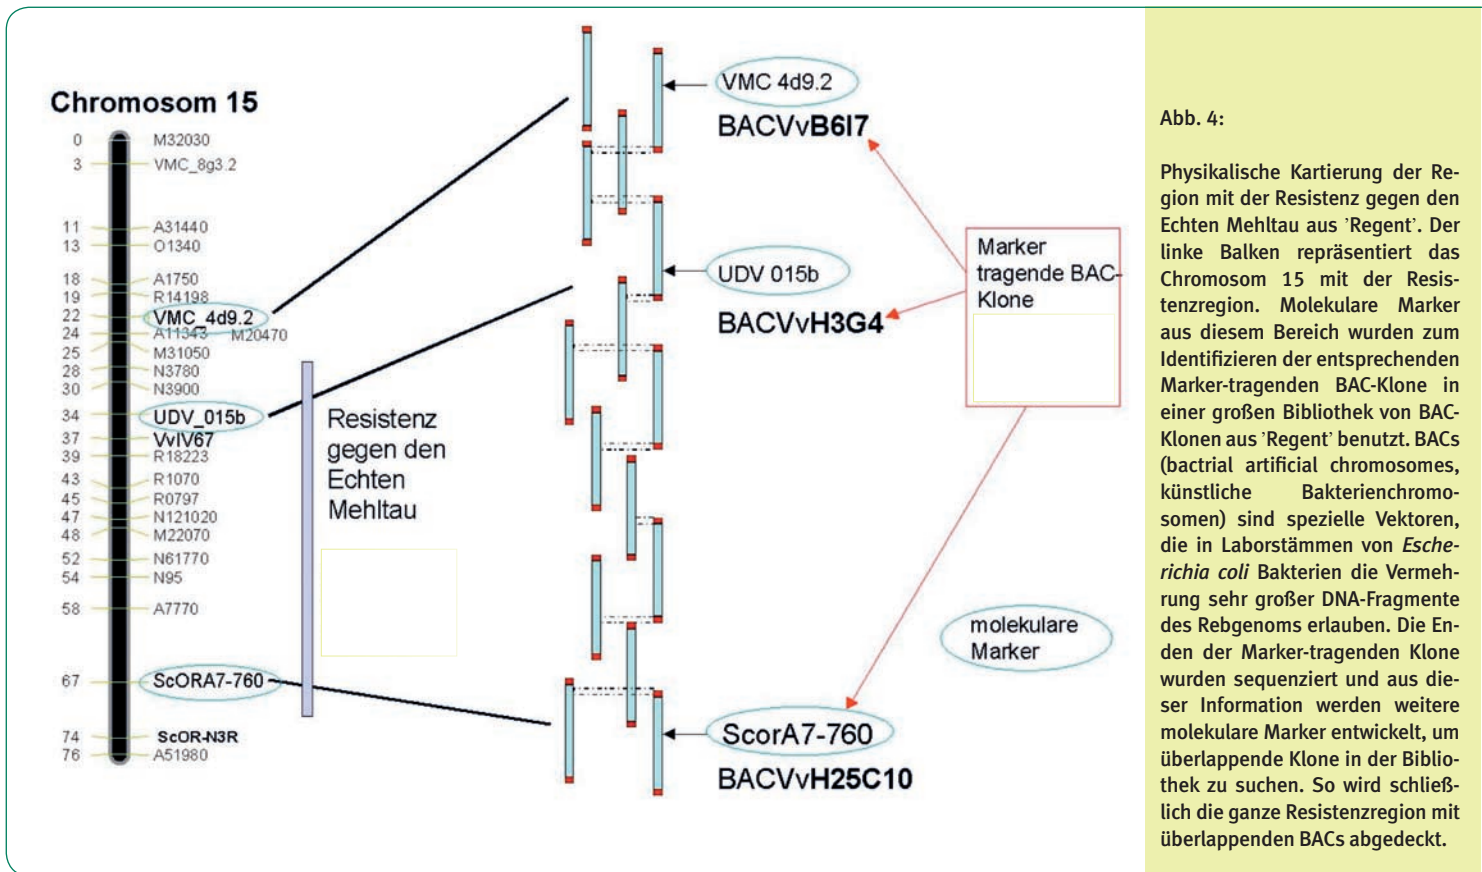 Chromosom 15
0 M32030
3 VMC_8g3.2
11 A31440
13 O1340
18 A1750
19 R14198
22 VMC_4d9.2
24 A11343 M20470
25 M31050
28 N3780
30 N3900
34 UDV_015b
37 VvIV67
39 R18223
43 R1070
45 R0797
47 N121020
48 M22070
52 N61770
54 N95
58 A7770
67 ScORA7-760
74 ScOR-N3R
76 A51980
Resistenz
gegen den
Echten
Mehltau
VMC 4d9.2
BACVvB6I7
UDV 015b
BACVvH3G4
ScorA7-760
BACVvH25C10
Marker
tragende BAC-
Klone
molekulare
Marker
Abb. 4:
Physikalische Kartierung der Re-
gion mit der Resistenz gegen den
Echten Mehltau aus 'Regent'. Der
linke Balken repräsentiert das
Chromosom 15 mit der Resis-
tenzregion. Molekulare Marker
aus diesem Bereich wurden zum
Identifizieren der entsprechenden
Marker-tragenden BAC-Klone in
einer großen Bibliothek von BAC-
Klonen aus 'Regent' benutzt. BACs
(bactrial artificial chromosomes,
künstliche Bakterienchromo-
somen) sind spezielle Vektoren,
die in Laborstämmen von Esche-
richia coli Bakterien die Vermeh-
rung sehr großer DNA-Fragmente
des Rebgenoms erlauben. Die En-
den der Marker-tragenden Klone
wurden sequenziert und aus die-
ser Information werden weitere
molekulare Marker entwickelt, um
überlappende Klone in der Biblio-
thek zu suchen. So wird schließ-
lich die ganze Resistenzregion mit
überlappenden BACs abgedeckt.